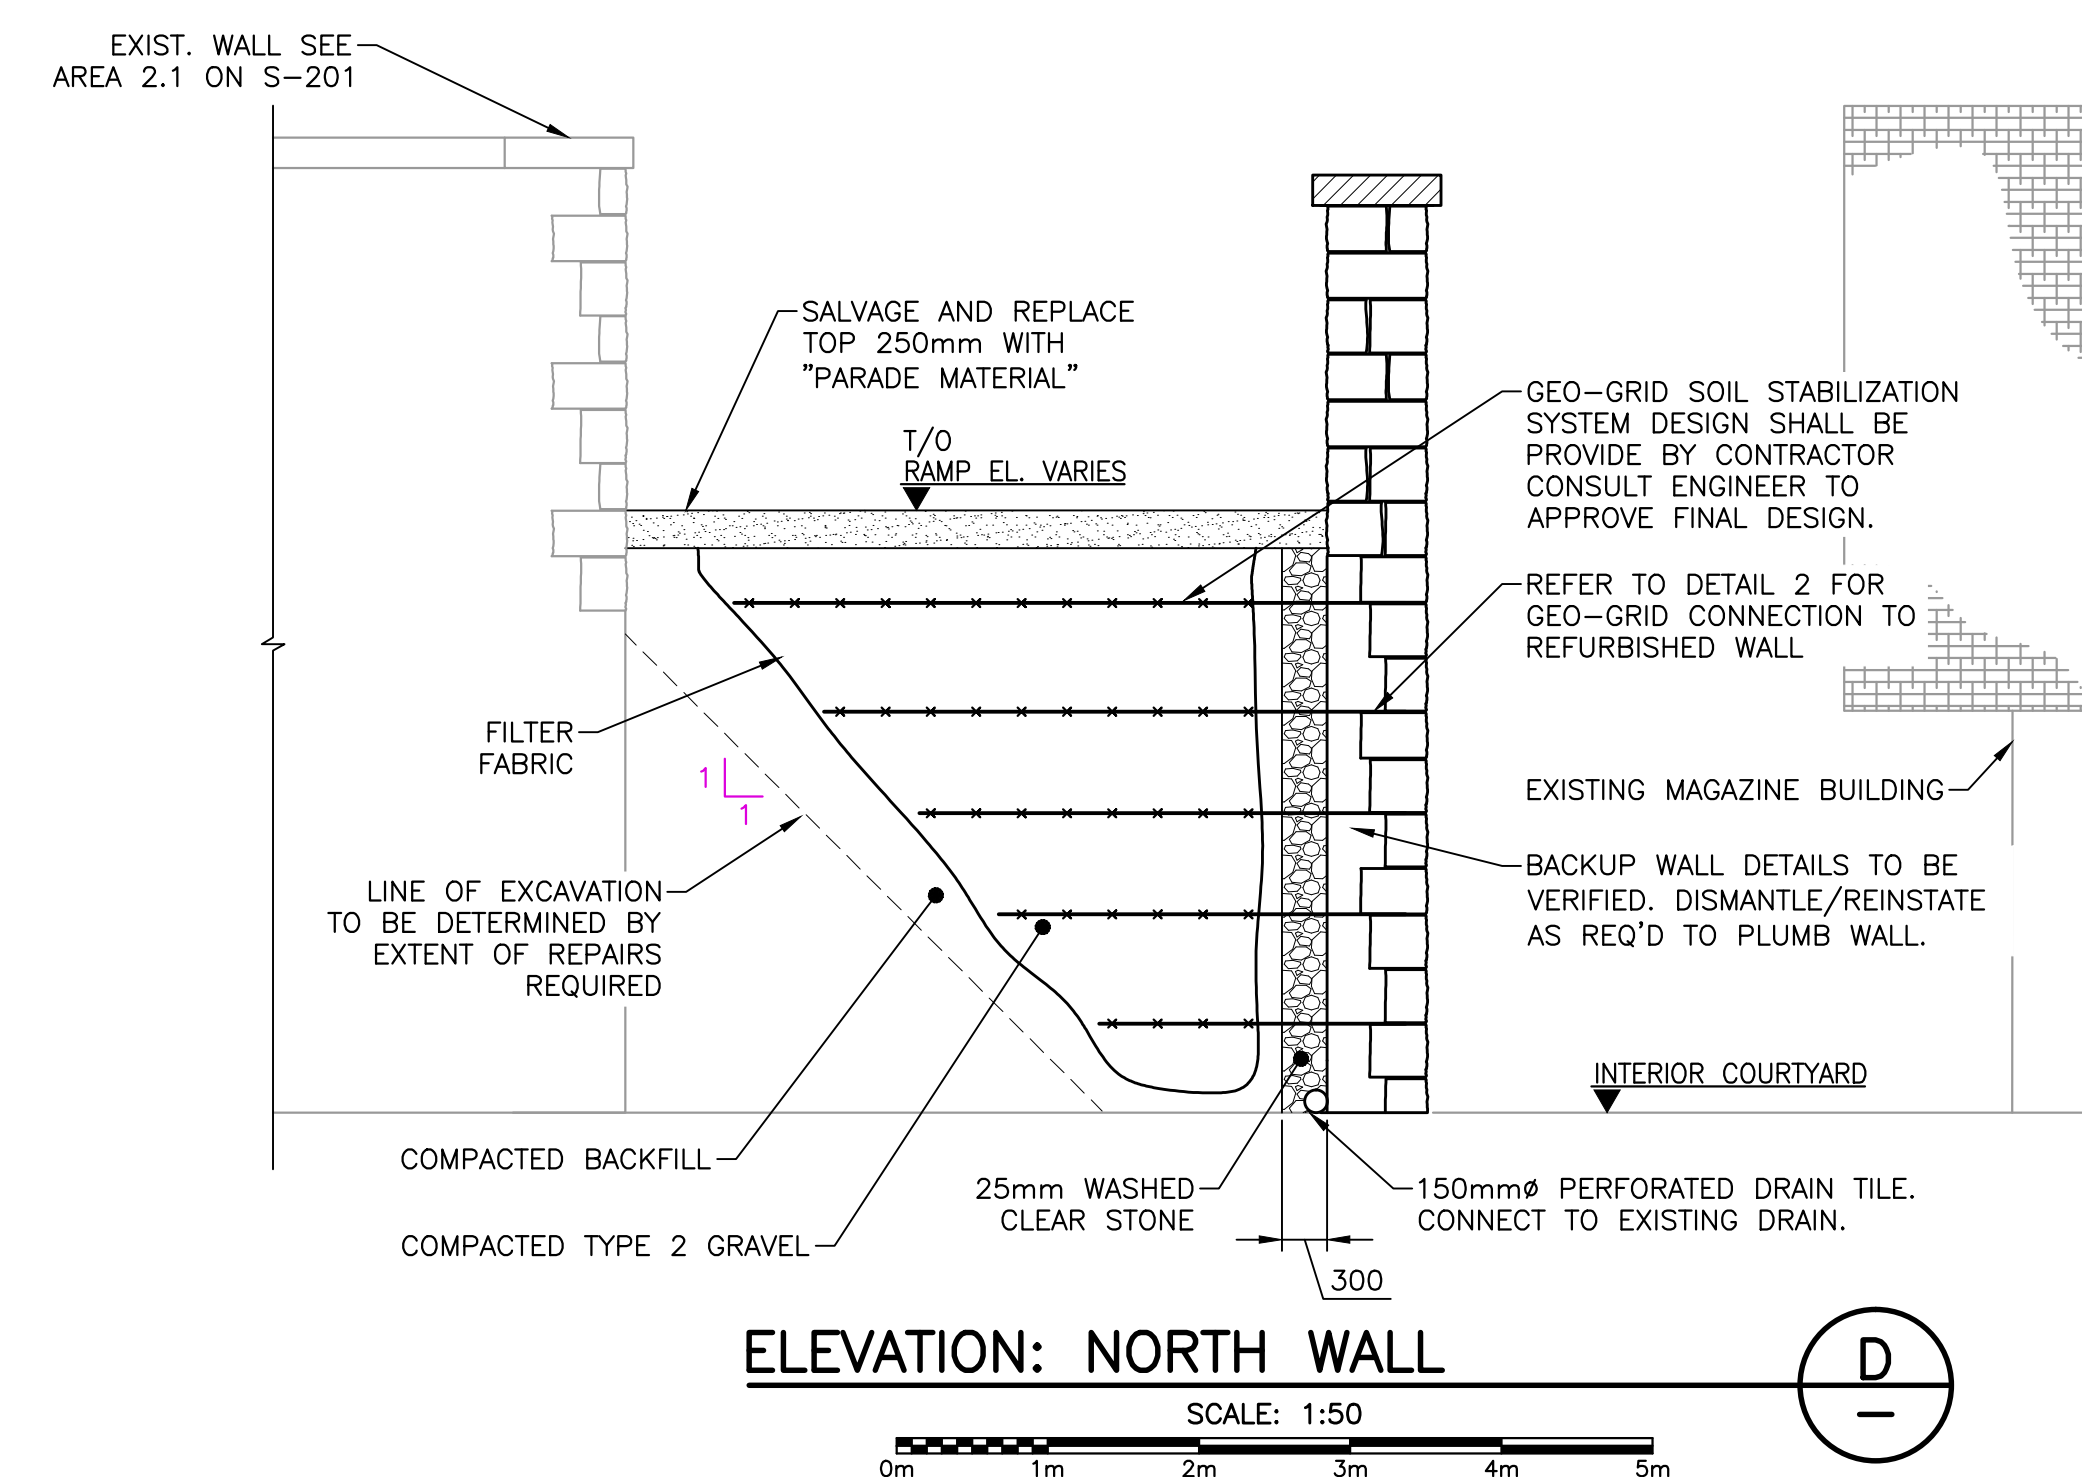 EXIST. WALL SEE
AREA 2.1 ON S-201
SALVAGE AND REPLACE
TOP 250mm WITH
"PARADE MATERIAL"
T/O
RAMP EL. VARIES
GEO-GRID SOIL STABILIZATION
SYSTEM DESIGN SHALL BE
PROVIDE BY CONTRACTOR
CONSULT ENGINEER TO
APPROVE FINAL DESIGN.
REFER TO DETAIL 2 FOR
GEO-GRID CONNECTION TO
REFURBISHED WALL
FILTER
FABRIC
1
1
EXISTING MAGAZINE BUILDING
LINE OF EXCAVATION
TO BE DETERMINED BY
EXTENT OF REPAIRS
REQUIRED
BACKUP WALL DETAILS TO BE
VERIFIED. DISMANTLE/REINSTATE
AS REQ'D TO PLUMB WALL.
INTERIOR COURTYARD
COMPACTED BACKFILL
COMPACTED TYPE 2 GRAVEL
25mm WASHED
CLEAR STONE
150mmø PERFORATED DRAIN TILE.
CONNECT TO EXISTING DRAIN.
300
ELEVATION: NORTH WALL
D
–
SCALE: 1:50
0m 1m 2m 3m 4m 5m